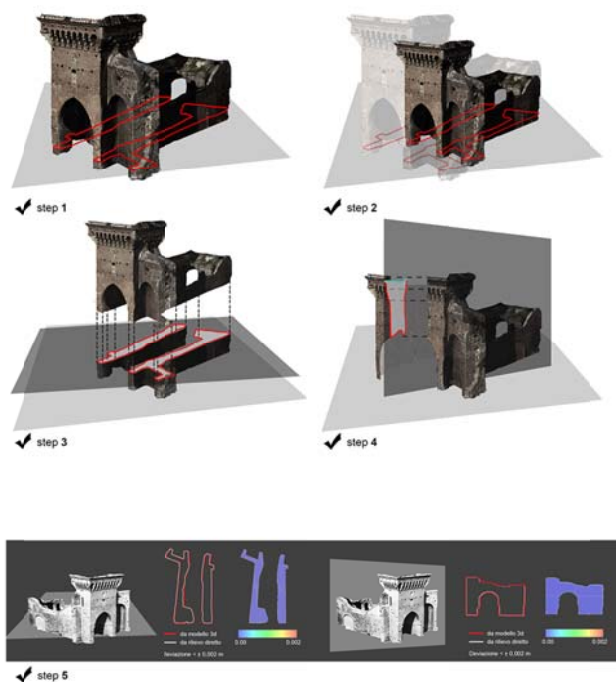 step 1
step 2
step 3
step 4
da modello 3d
da rilievo diretto
0.00 0.002
deviazione < ± 0,002 m
da modello 3d
da rilievo diretto
0.00 0.002
Deviazione < ± 0,002 m
step 5